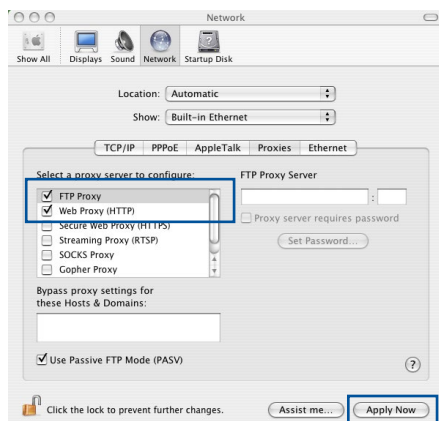 Network
Show All Displays Sound Network Startup Disk
Location: Automatic
Show: Built-in Ethernet
TCP/IP PPPoE AppleTalk Proxies Ethernet
Select a proxy server to configure: FTP Proxy Server
FTP Proxy
:
Web Proxy (HTTP)
Proxy server requires password
Secure Web Proxy (HTTPS)
Streaming Proxy (RTSP) Set Password...
SOCKS Proxy
Gopher Proxy
Bypass proxy settings for
these Hosts & Domains:
Use Passive FTP Mode (PASV) ?
Click the lock to prevent further changes. Assist me... Apply Now